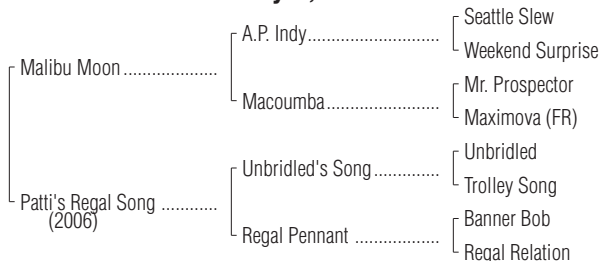 Seattle Slew
A.P. Indy
Weekend Surprise
Malibu Moon
Mr. Prospector
Macoumba
Maximova (FR)
Unbridled
Unbridled's Song
Trolley Song
Patti's Regal Song
(2006)
Banner Bob
Regal Pennant
Regal Relation